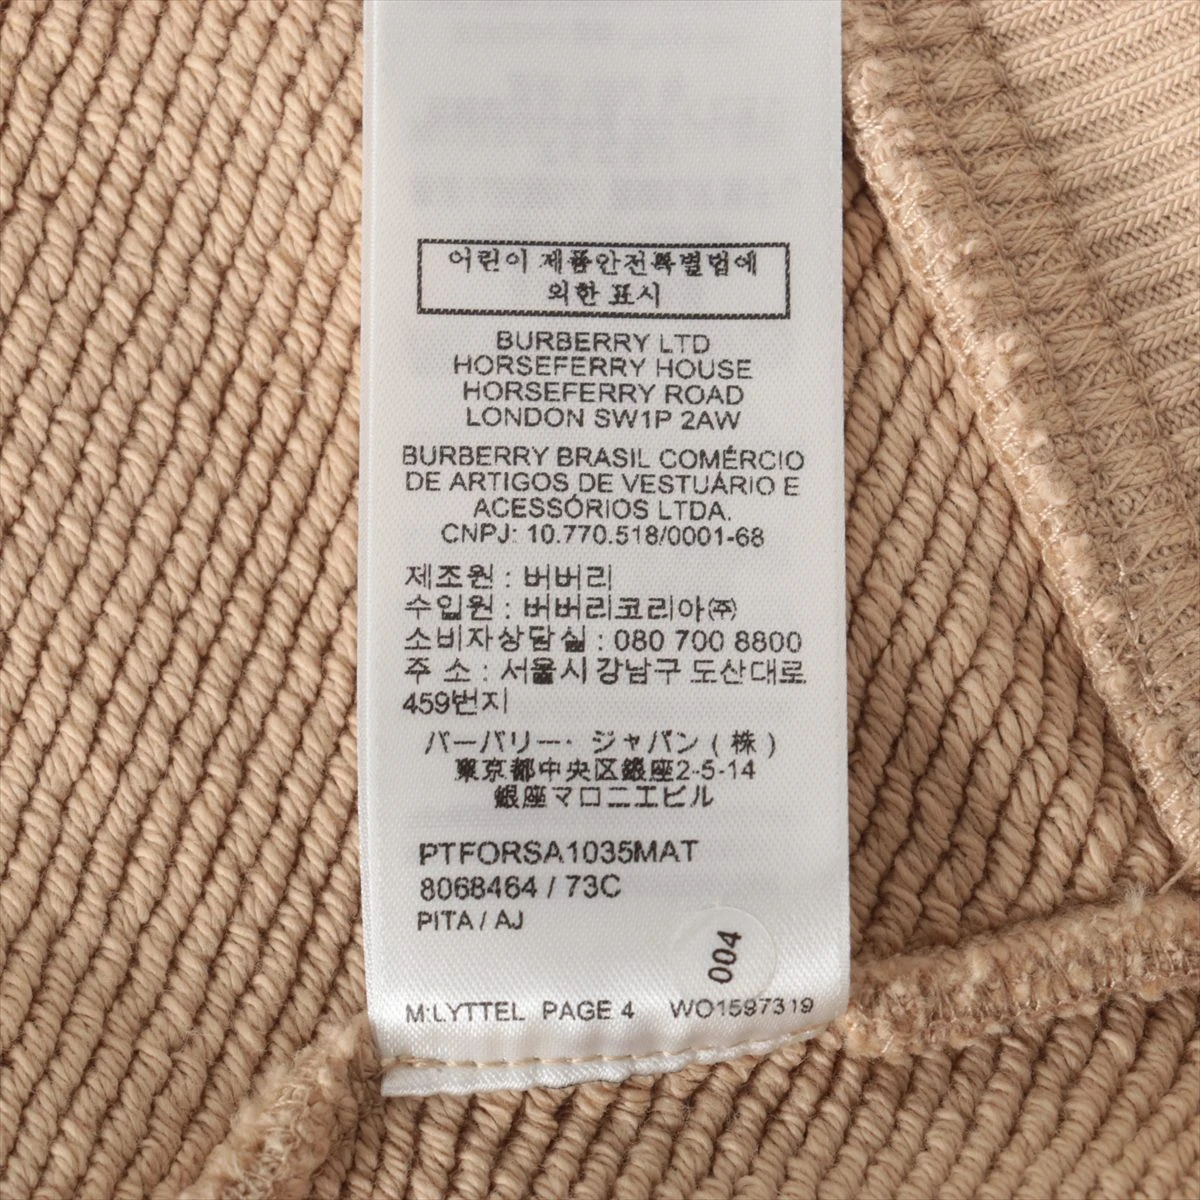 어린이 제품안전특별법에
의한 표시
BURBERRY LTD
HORSEFERRY HOUSE
HORSEFERRY ROAD
LONDON SW1P 2AW
BURBERRY BRASIL COMÉRCIO
DE ARTIGOS DE VESTUÁRIO E
ACESSÓRIOS LTDA.
CNPJ: 10.770.518/0001-68
제조원 : 버버리
수입원 : 버버리코리아㈜
소비자상담실 : 080 700 8800
주 소 : 서울시 강남구 도산대로
459번지
バーバリー・ジャパン ( 株 )
東京都中央区銀座2-5-14
銀座マロニエビル
PTFORSA1035MAT
8068464 / 73C
PITA / AJ
004
M:LYTTEL PAGE 4 WO1597319